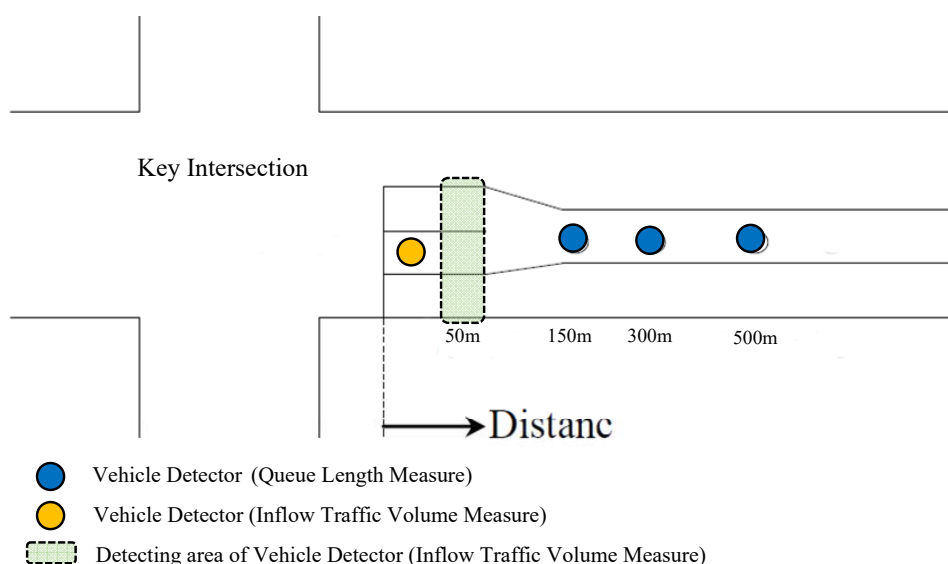 Key Intersection
50m
150m
300m
500m
Distanc
Vehicle Detector (Queue Length Measure)
Vehicle Detector (Inflow Traffic Volume Measure)
Detecting area of Vehicle Detector (Inflow Traffic Volume Measure)